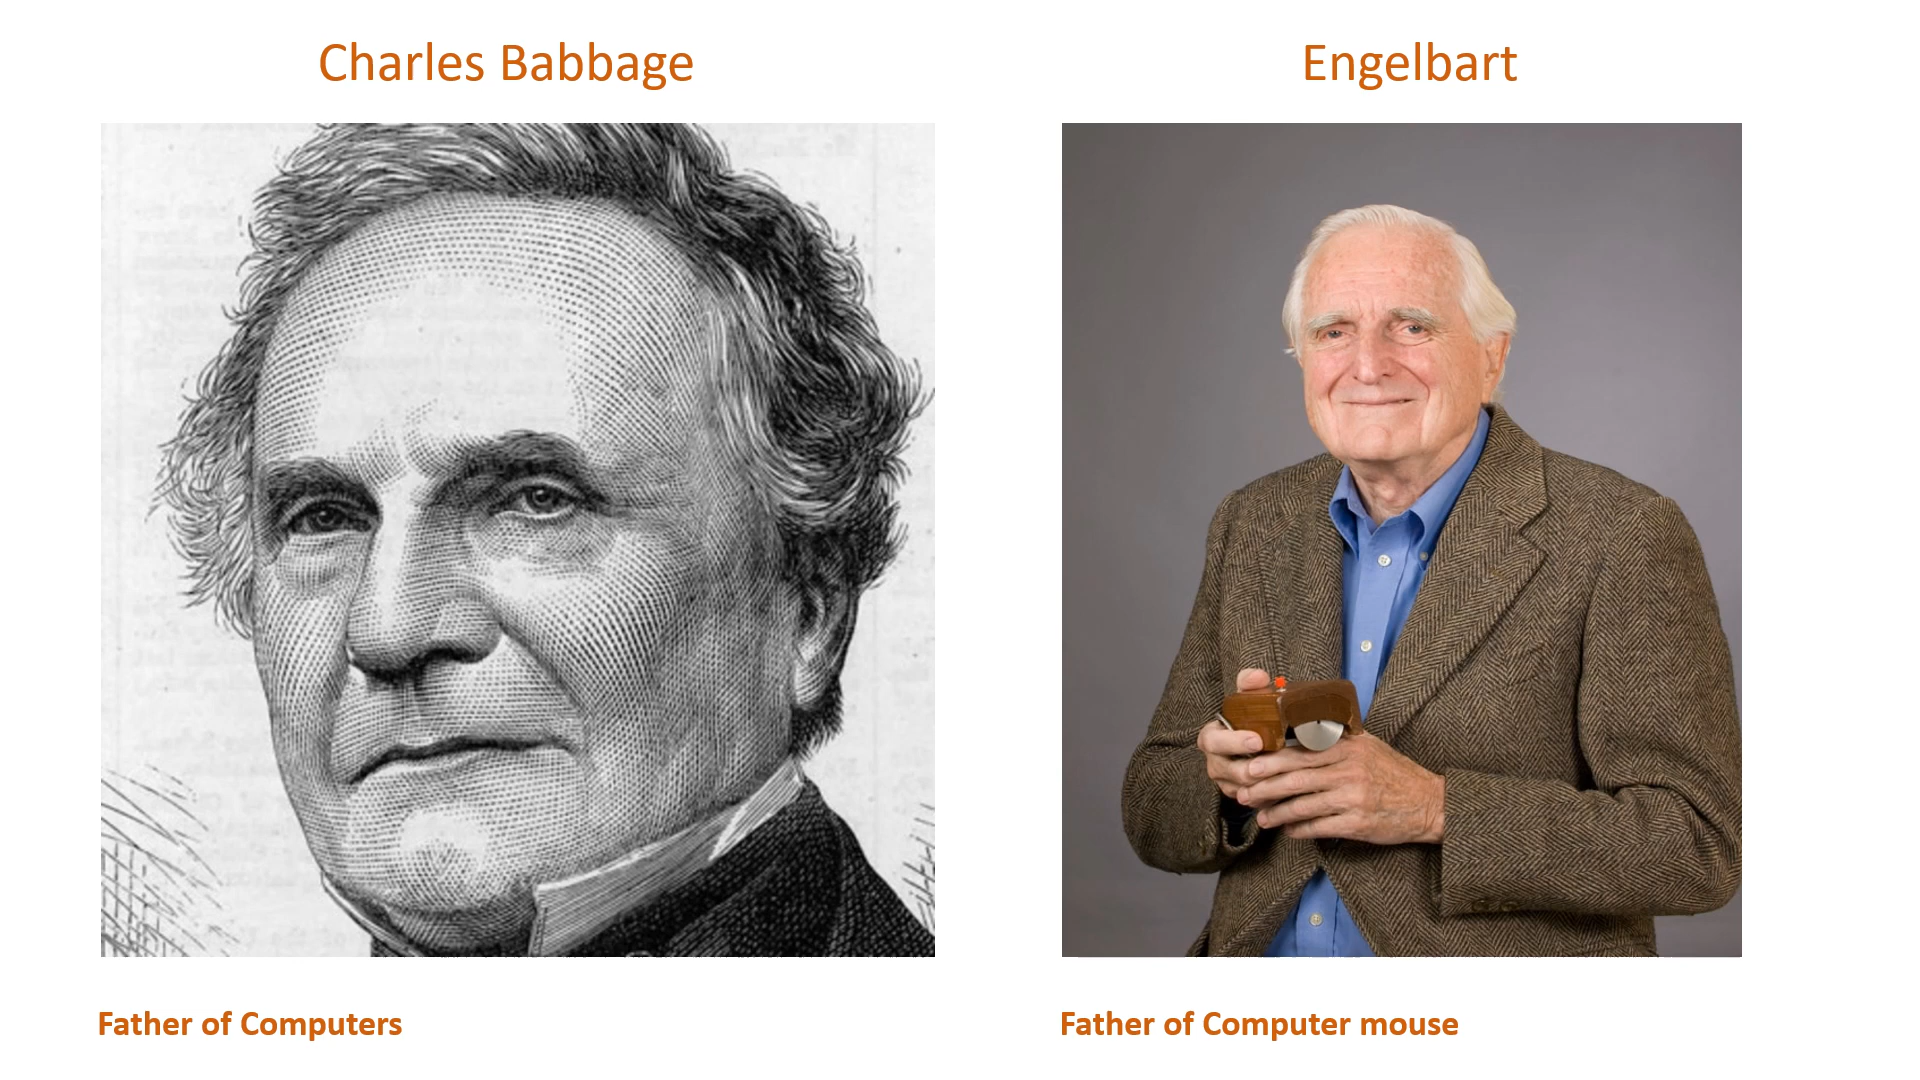 Charles Babbage
Engelbart
Father of Computers
Father of Computer mouse